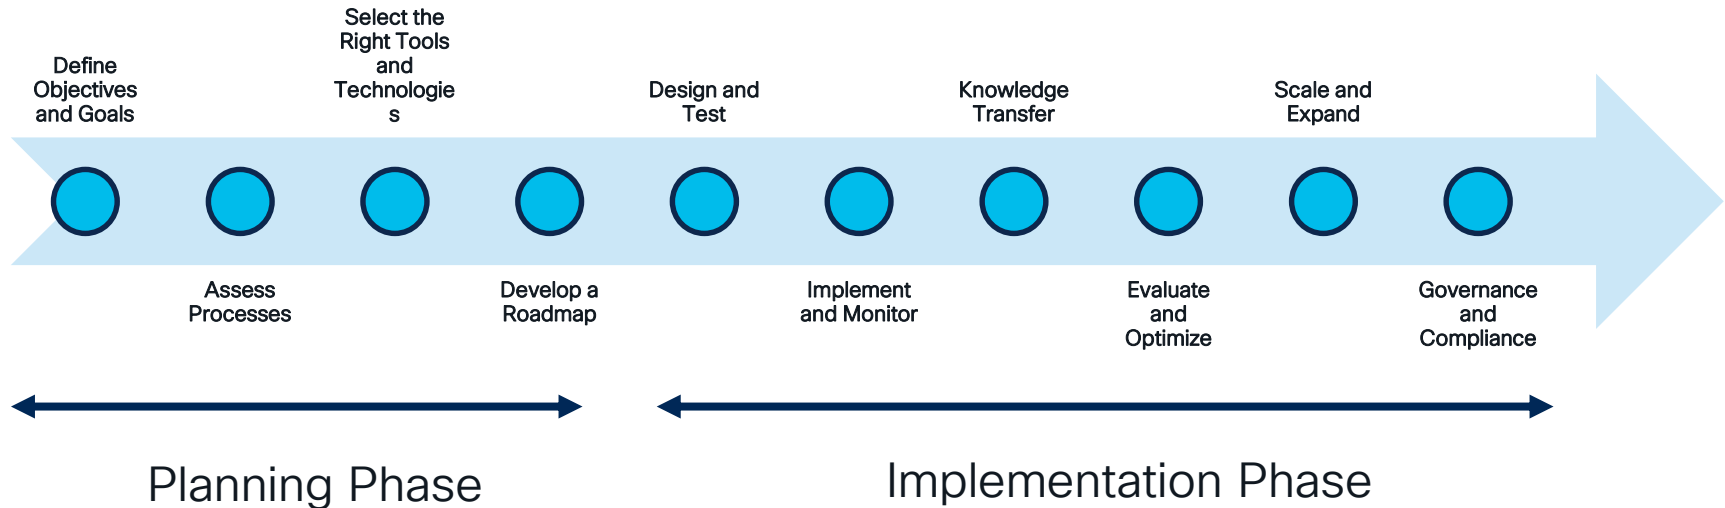 Define
Objectives
and Goals
Assess
Processes
Select the
Right Tools
and
Technologie
s
Develop a
Roadmap
Design and
Test
Implement
and Monitor
Knowledge
Transfer
Evaluate
and
Optimize
Scale and
Expand
Governance
and
Compliance
Planning Phase
Implementation Phase